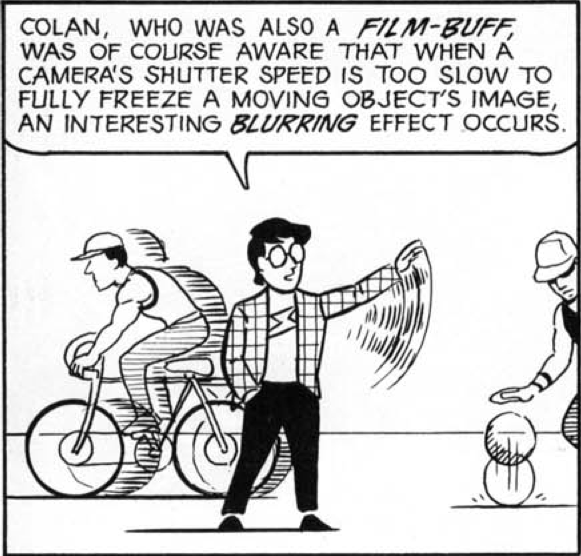 COLAN, WHO WAS ALSO A FILM-BUFF,
WAS OF COURSE AWARE THAT WHEN A
CAMERA'S SHUTTER SPEED IS TOO SLOW TO
FULLY FREEZE A MOVING OBJECT'S IMAGE,
AN INTERESTING BLURRING EFFECT OCCURS.